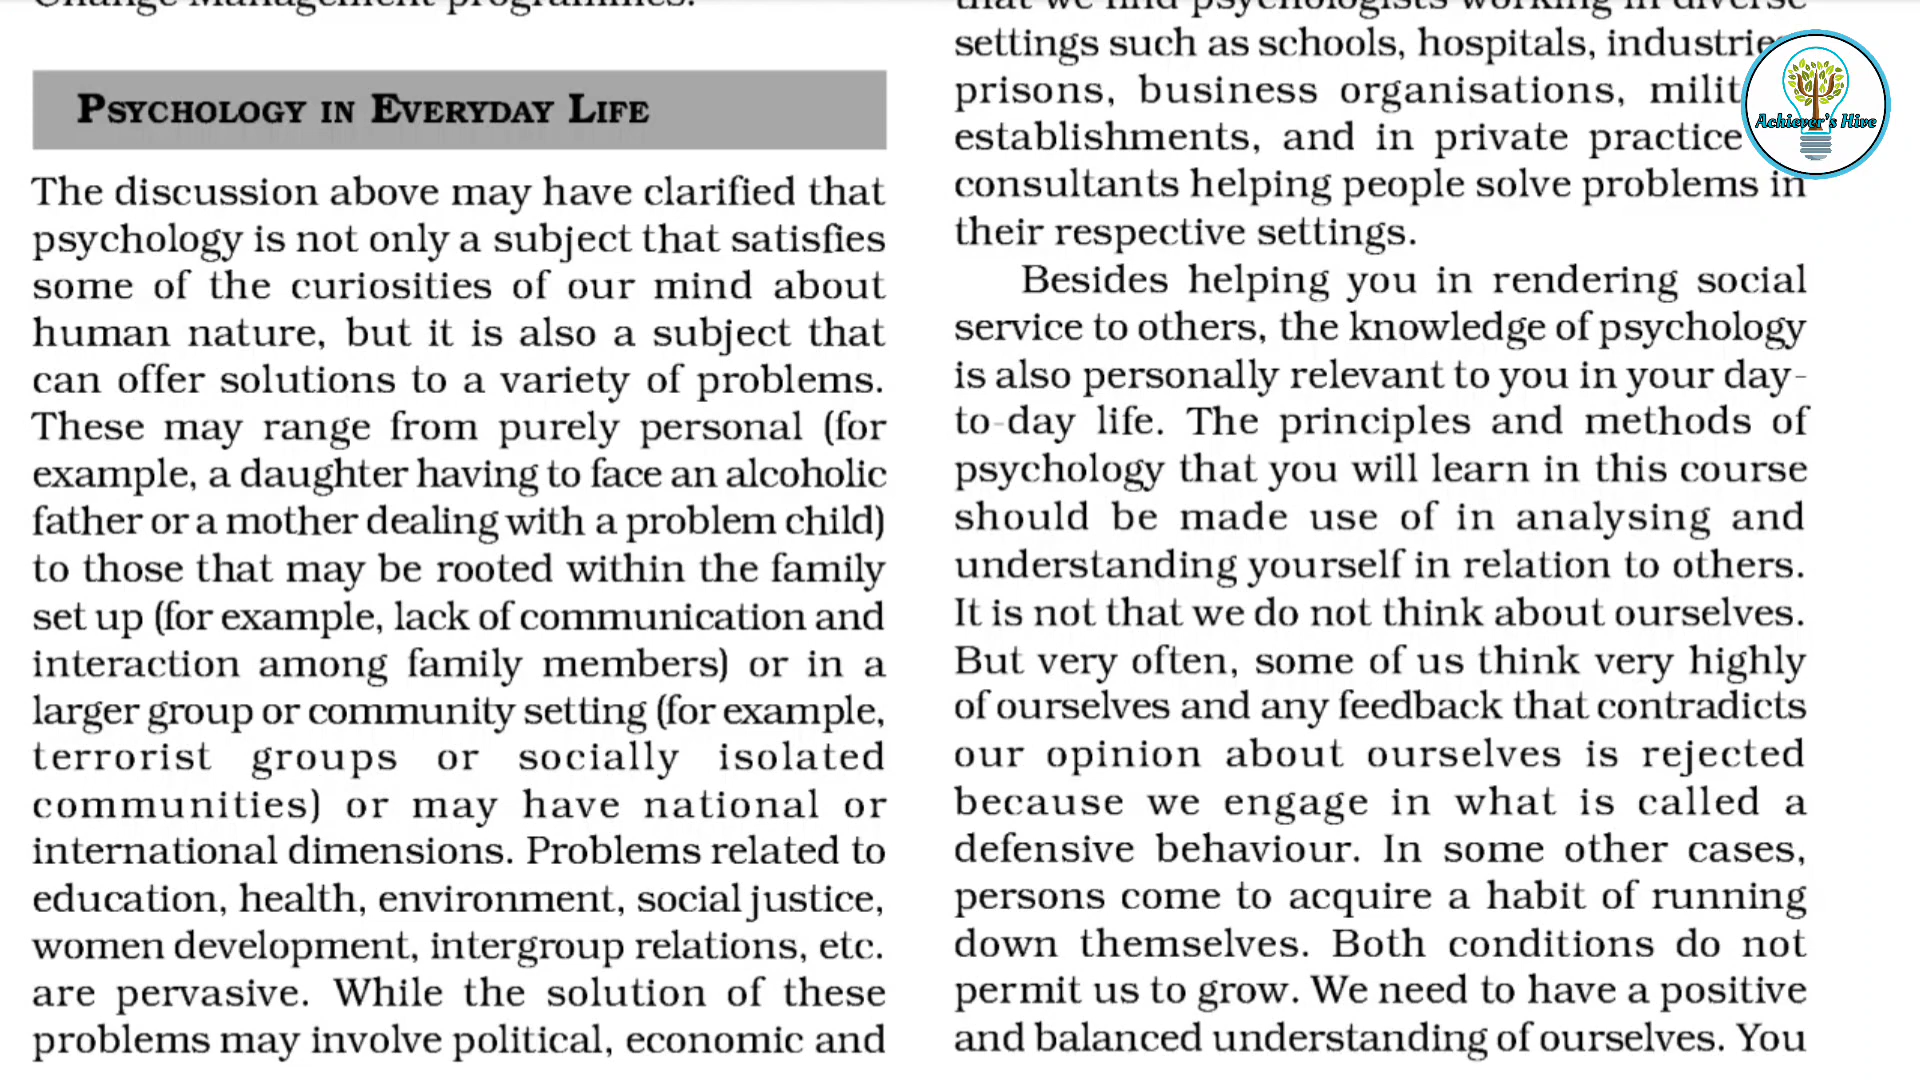 Change Management programmes.
PSYCHOLOGY IN EVERYDAY LIFE
The discussion above may have clarified that
psychology is not only a subject that satisfies
some of the curiosities of our mind about
human nature, but it is also a subject that
can offer solutions to a variety of problems.
These may range from purely personal (for
example, a daughter having to face an alcoholic
father or a mother dealing with a problem child)
to those that may be rooted within the family
set up (for example, lack of communication and
interaction among family members) or in a
larger group or community setting (for example,
terrorist groups or socially isolated
communities) or may have national or
international dimensions. Problems related to
education, health, environment, social justice,
women development, intergroup relations, etc.
are pervasive. While the solution of these
problems may involve political, economic and
that we find psychologists working in diverse
settings such as schools, hospitals, industries
prisons, business organisations, milit
establishments, and in private practice
consultants helping people solve problems in
their respective settings.
Besides helping you in rendering social
service to others, the knowledge of psychology
is also personally relevant to you in your day-
to-day life. The principles and methods of
psychology that you will learn in this course
should be made use of in analysing and
understanding yourself in relation to others.
It is not that we do not think about ourselves.
But very often, some of us think very highly
of ourselves and any feedback that contradicts
our opinion about ourselves is rejected
because we engage in what is called a
defensive behaviour. In some other cases,
persons come to acquire a habit of running
down themselves. Both conditions do not
permit us to grow. We need to have a positive
and balanced understanding of ourselves. You
Achiever's Hive